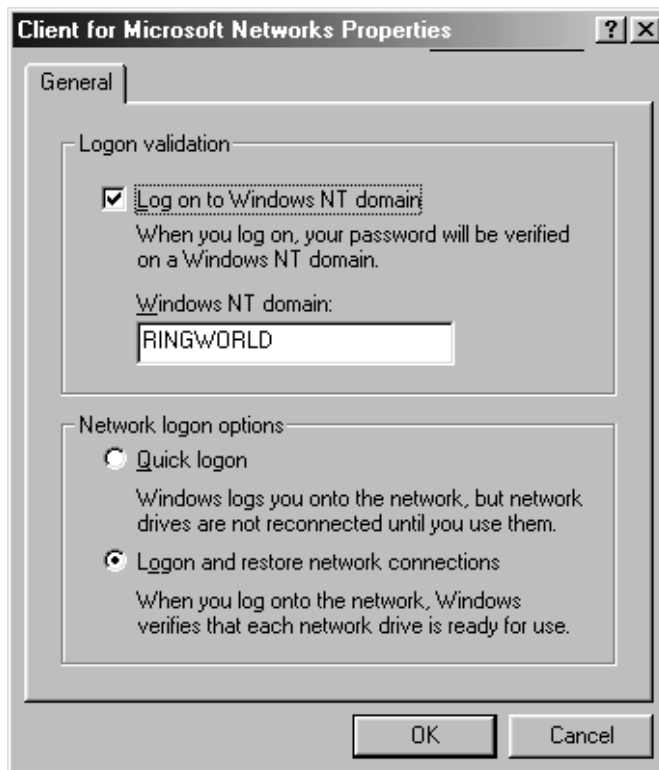 Client for Microsoft Networks Properties
General
Logon validation
Log on to Windows NT domain
When you log on, your password will be verified
on a Windows NT domain.
Windows NT domain:
RINGWORLD
Network logon options
Quick logon
Windows logs you onto the network, but network
drives are not reconnected until you use them.
Logon and restore network connections
When you log onto the network, Windows
verifies that each network drive is ready for use.
OK Cancel